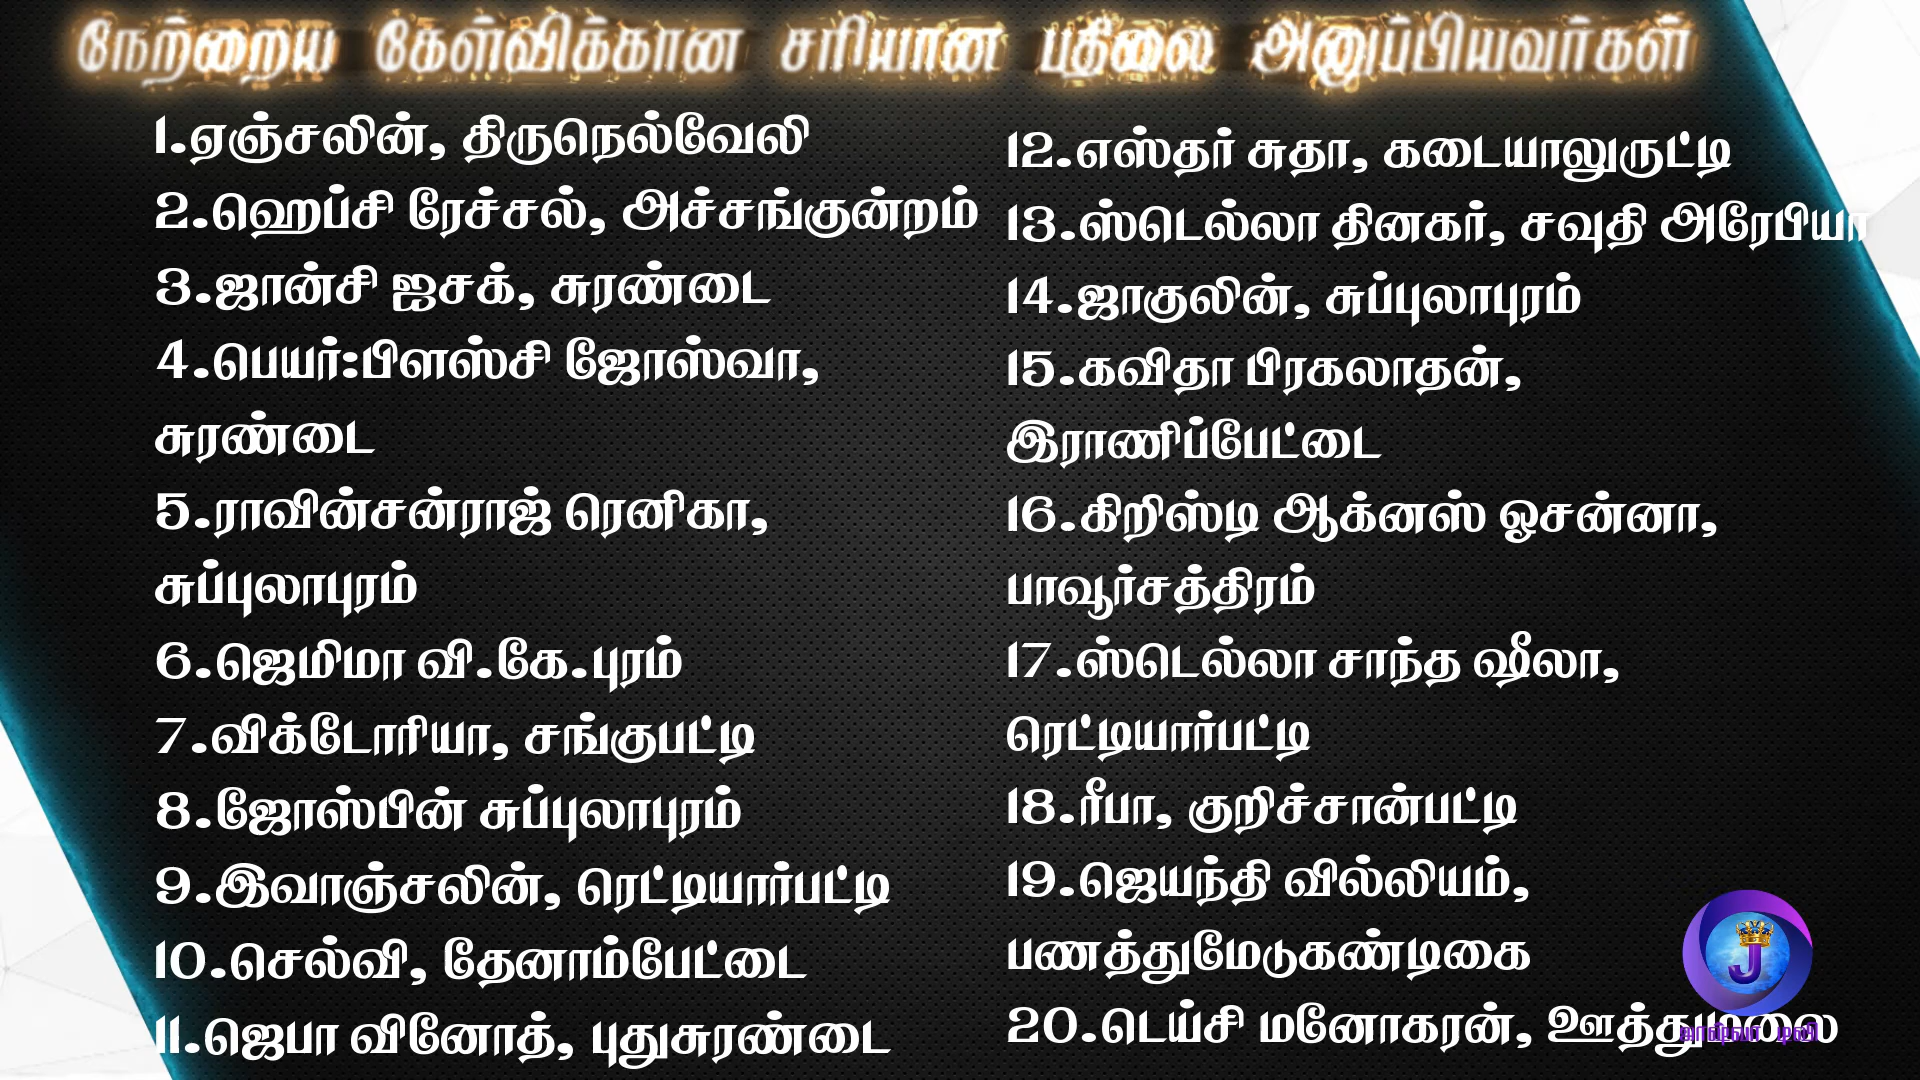 நேற்றைய கேள்விக்கான சரியான பதிலை அனுப்பியவர்கள்
1.ஏஞ்சலின், திருநெல்வேலி
2.ஹெப்சி ரேச்சல், அச்சங்குன்றம்
3.ஜான்சி ஐசக், சுரண்டை
4.பெயர்:பிளஸ்சி ஜோஸ்வா,
சுரண்டை
5.ராவின்சன்ராஜ் ரெனிகா,
சுப்புலாபுரம்
6.ஜெமிமா வி.கே.புரம்
7.விக்டோரியா, சங்குபட்டி
8.ஜோஸ்பின் சுப்புலாபுரம்
9.இவாஞ்சலின், ரெட்டியார்பட்டி
10.செல்வி, தேனாம்பேட்டை
11.ஜெபா வினோத், புதுசுரண்டை
12.எஸ்தர் சுதா, கடையாலுருட்டி
13.ஸ்டெல்லா தினகர், சவுதி அரேபியா
14.ஜாகுலின், சுப்புலாபுரம்
15.கவிதா பிரகலாதன்,
இராணிப்பேட்டை
16.கிறிஸ்டி ஆக்னஸ் ஓசன்னா,
பாவூர்சத்திரம்
17.ஸ்டெல்லா சாந்த ஷீலா,
ரெட்டியார்பட்டி
18.ரீபா, குறிச்சான்பட்டி
19.ஜெயந்தி வில்லியம்,
பணத்துமேடுகண்டிகை
20.டெய்சி மனோகரன், ஊத்துமலை
J